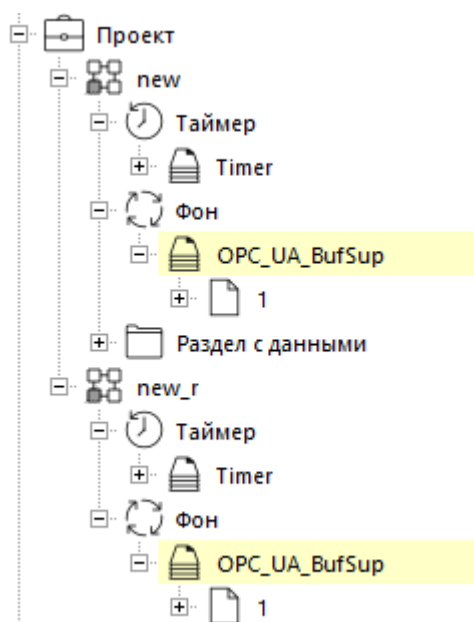 Проект
new
Таймер
Timer
Фон
OPC_UA_BufSup
1
Раздел с данными
new_r
Таймер
Timer
Фон
OPC_UA_BufSup
1